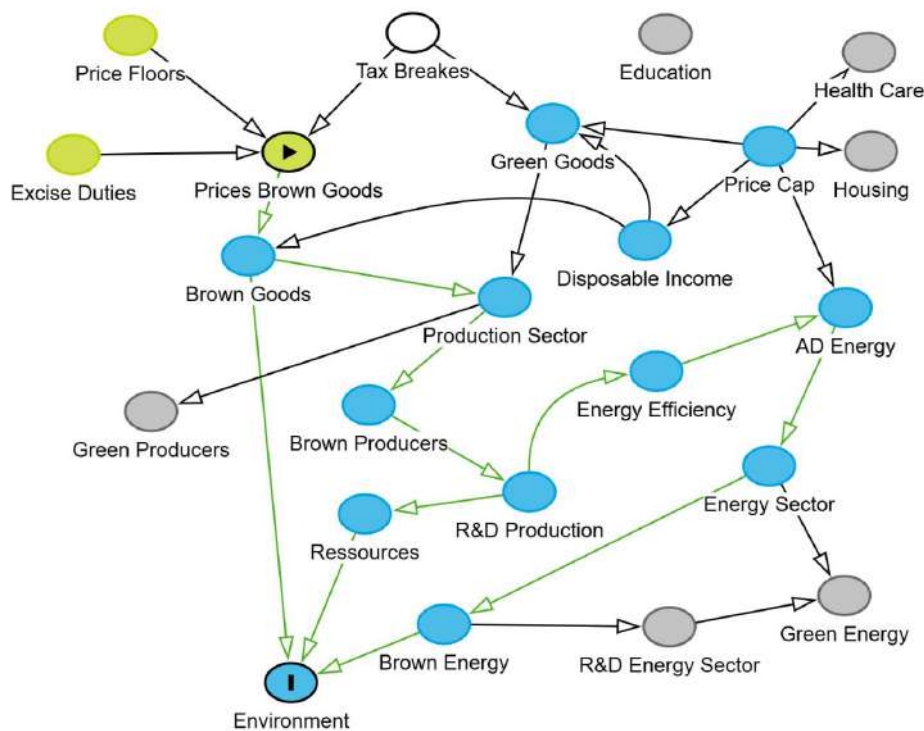 Price Floors
Tax Breakes
Education
Health Care
Excise Duties
Prices Brown Goods
Green Goods
Price Cap
Housing
Brown Goods
Disposable Income
Production Sector
AD Energy
Green Producers
Brown Producers
Energy Efficiency
Ressources
R&D Production
Energy Sector
Brown Energy
R&D Energy Sector
Green Energy
Environment